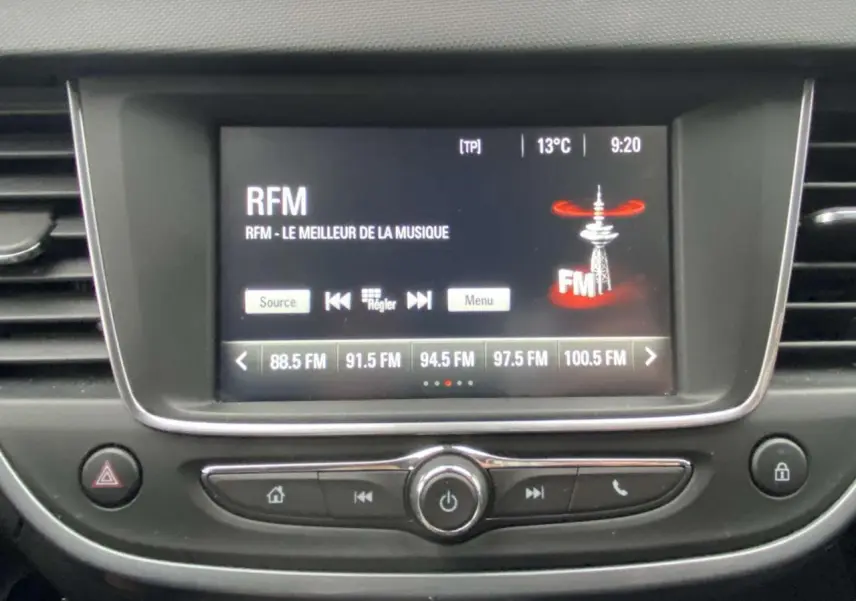 [TP] 13°C 9:20
RFM
RFM - LE MEILLEUR DE LA MUSIQUE
FM
Source Régler Menu
88.5 FM 91.5 FM 94.5 FM 97.5 FM 100.5 FM